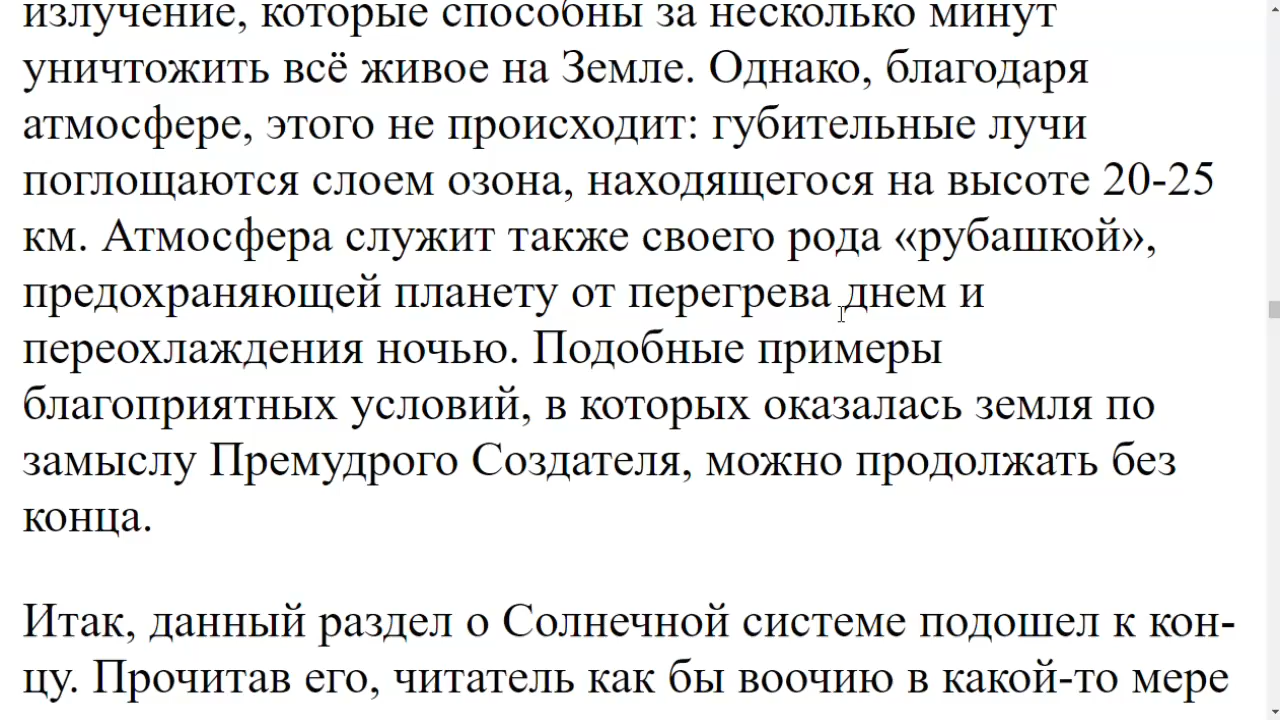 излучение, которые способны за несколько минут
уничтожить всё живое на Земле. Однако, благодаря
атмосфере, этого не происходит: губительные лучи
поглощаются слоем озона, находящегося на высоте 20-25
км. Атмосфера служит также своего рода «рубашкой»,
предохраняющей планету от перегрева днем и
переохлаждения ночью. Подобные примеры
благоприятных условий, в которых оказалась земля по
замыслу Премудрого Создателя, можно продолжать без
конца.
Итак, данный раздел о Солнечной системе подошел к кон-
цу. Прочитав его, читатель как бы воочию в какой-то мере